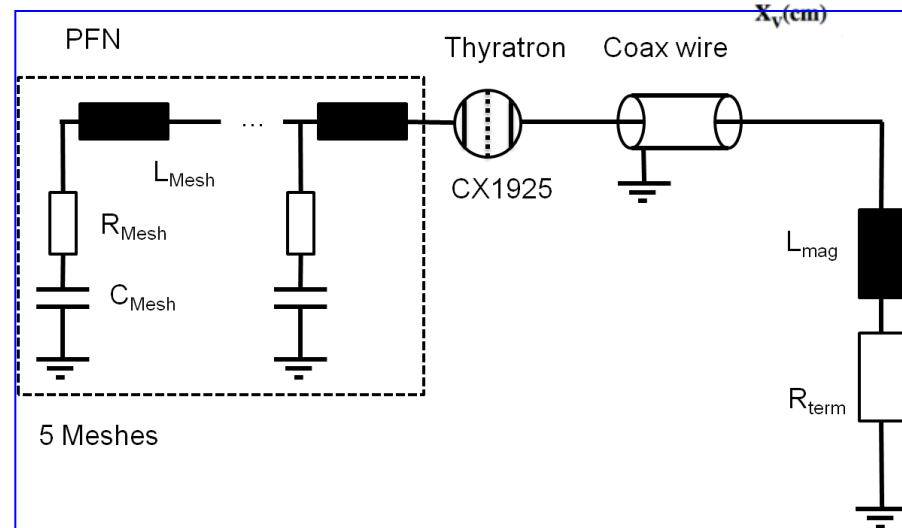 X_V(cm)
PFN
Thyratron
Coax wire
...
L_Mesh
CX1925
R_Mesh
L_mag
C_Mesh
R_term
5 Meshes